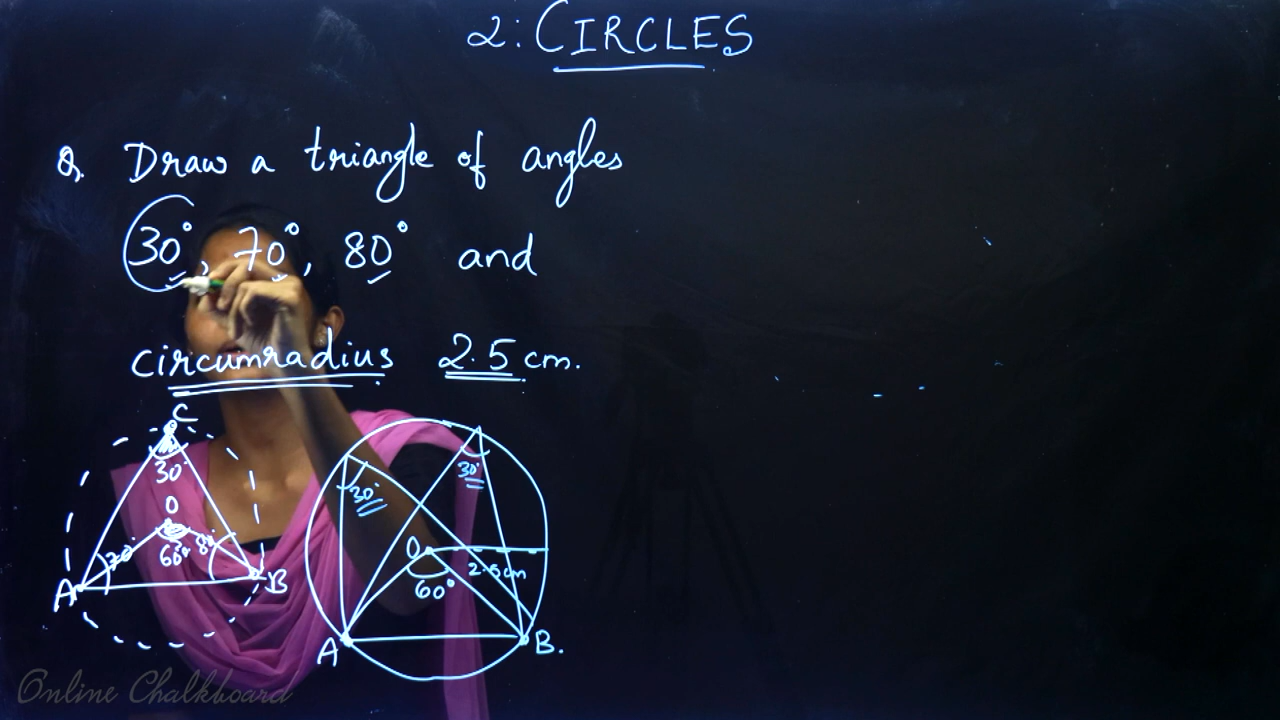 2: CIRCLES
Q. Draw a triangle of angles
30°, 70°, 80° and
circumradius 2.5 cm.
C
30°
O
60°
70°
80°
A
B
30°
30°
O
2.5cm
60°
A
B.
Online Chalkboard